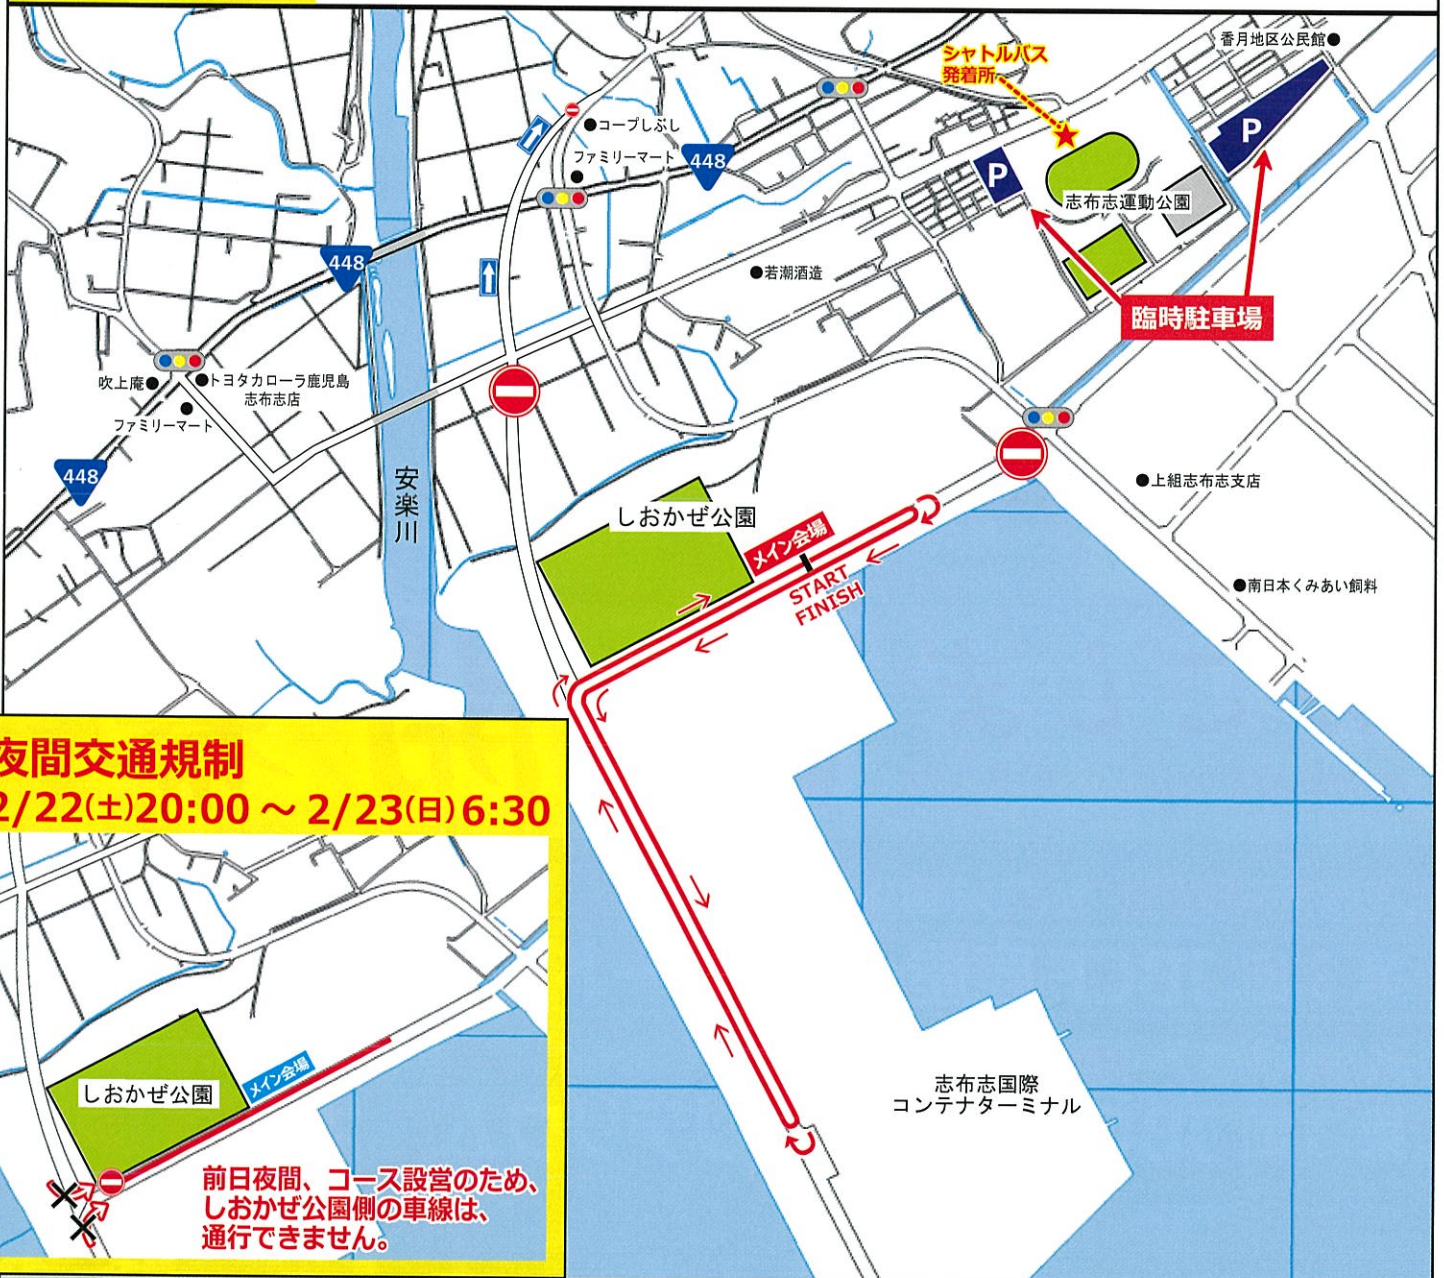 シャトルバス
発着所
香月地区公民館
コープしぶし
ファミリーマート
448
P
P
志布志運動公園
448
若潮酒造
臨時駐車場
吹上庵
トヨタカローラ鹿児島
志布志店
ファミリーマート
448
安楽川
しおかぜ公園
メイン会場
START
FINISH
上組志布志支店
南日本くみあい飼料
夜間交通規制
2/22(土)20:00 ～ 2/23(日)6:30
しおかぜ公園
メイン会場
前日夜間、コース設営のため、
しおかぜ公園側の車線は、
通行できません。
志布志国際
コンテナターミナル